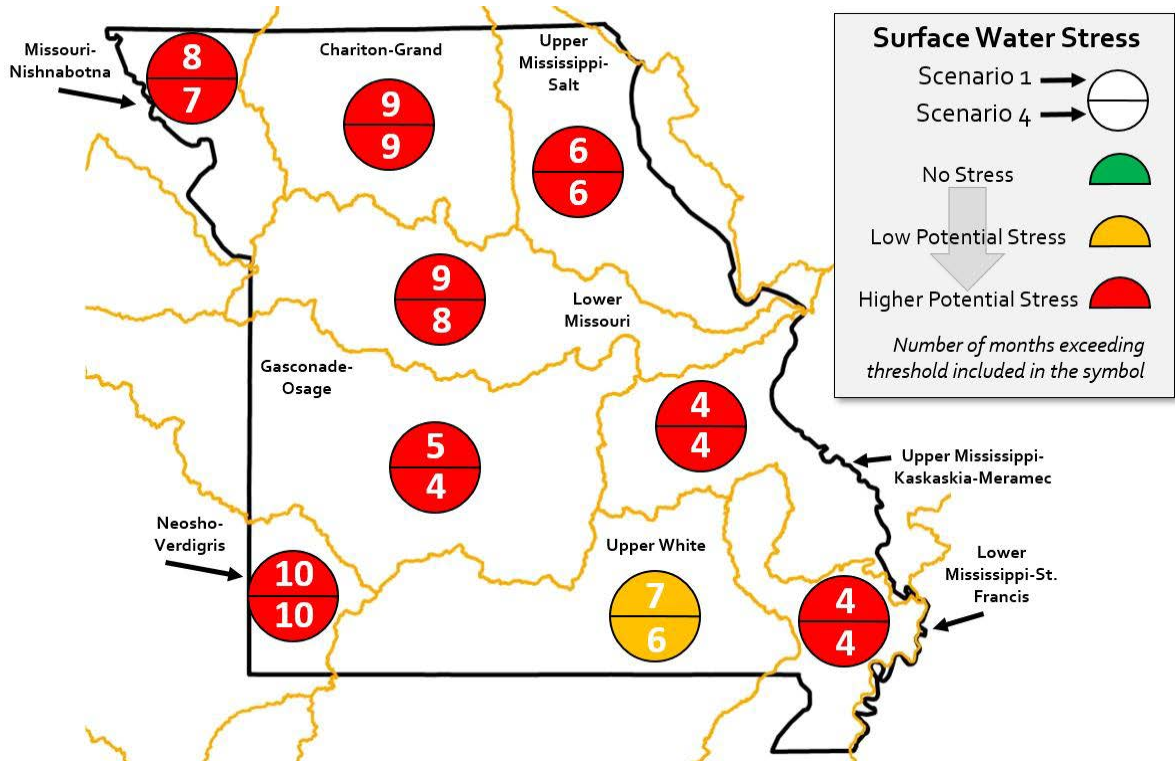 Missouri-
Nishnabotna
8
7
Chariton-Grand
9
9
Upper
Mississippi-
Salt
6
6
Surface Water Stress
Scenario 1
Scenario 4
No Stress
Low Potential Stress
Higher Potential Stress
Number of months exceeding
threshold included in the symbol
9
8
Lower
Missouri
Gasconade-
Osage
5
4
4
4
Upper Mississippi-
Kaskaskia-Meramec
Neosho-
Verdigris
10
10
Upper White
7
6
Lower
Mississippi-St.
Francis
4
4